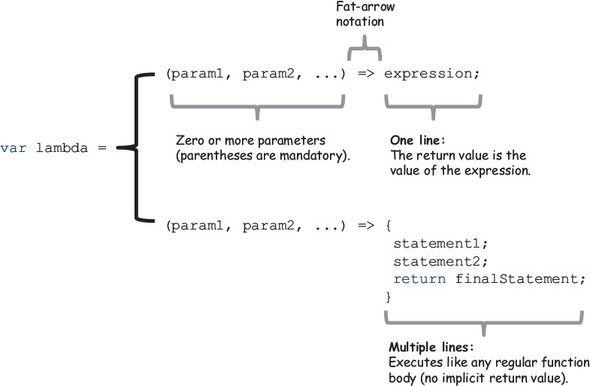 Fat-arrow
notation
(param1, param2, ...) => expression;
Zero or more parameters
(parentheses are mandatory).
One line:
The return value is the
value of the expression.
var lambda =
(param1, param2, ...) => {
statement1;
statement2;
return finalStatement;
}
Multiple lines:
Executes like any regular function
body (no implicit return value).